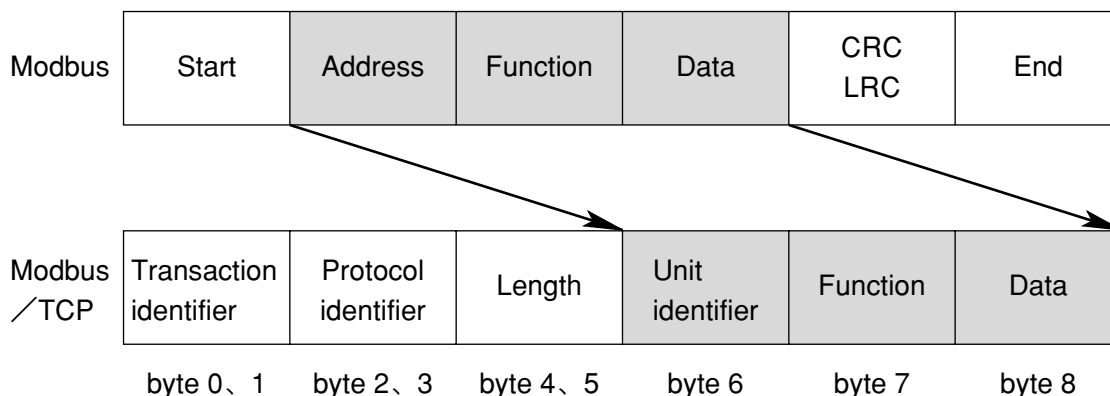 Modbus Start Address Function Data CRC LRC End
Modbus ／TCP Transaction identifier Protocol identifier Length Unit identifier Function Data
byte 0、1 byte 2、3 byte 4、5 byte 6 byte 7 byte 8